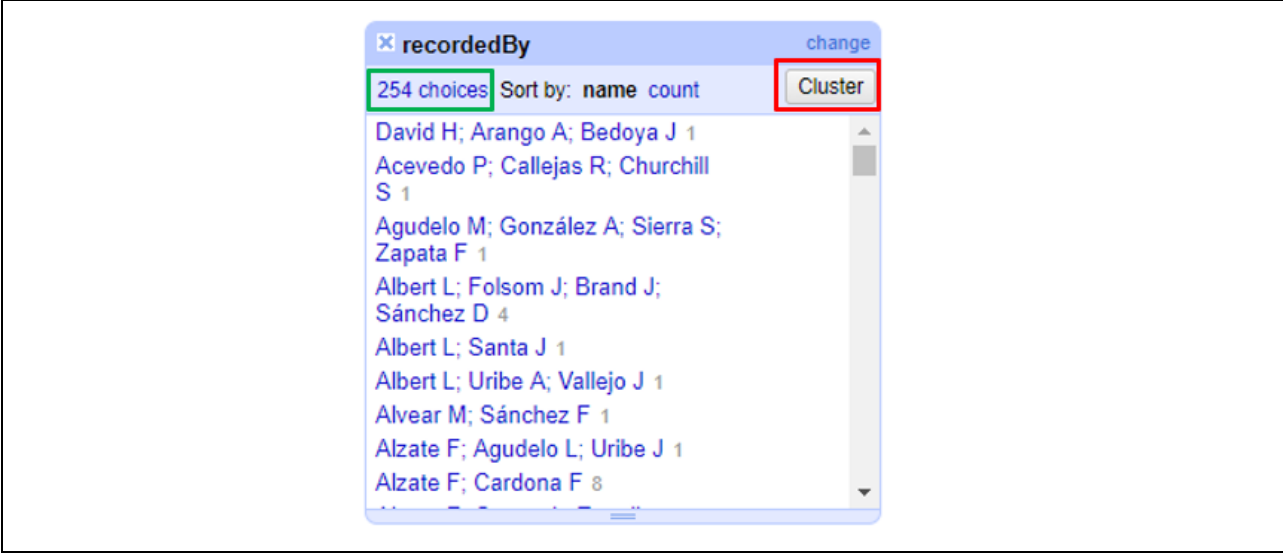 recordedBy change
254 choices Sort by: name count Cluster
David H; Arango A; Bedoya J 1
Acevedo P; Callejas R; Churchill
S 1
Agudelo M; González A; Sierra S;
Zapata F 1
Albert L; Folsom J; Brand J;
Sánchez D 4
Albert L; Santa J 1
Albert L; Uribe A; Vallejo J 1
Alvear M; Sánchez F 1
Alzate F; Agudelo L; Uribe J 1
Alzate F; Cardona F 8